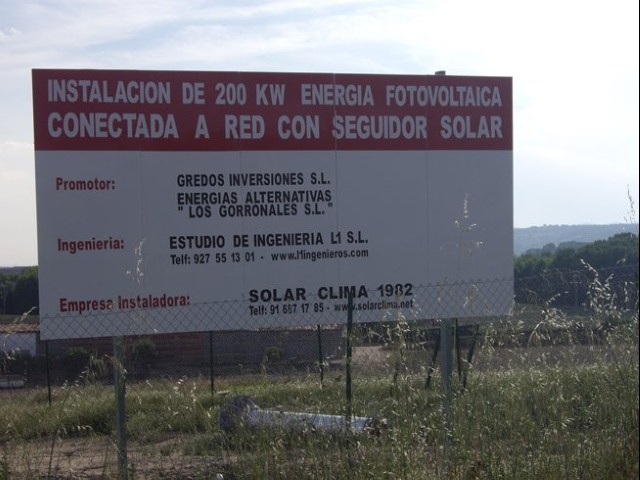 INSTALACION DE 200 KW ENERGIA FOTOVOLTAICA
CONECTADA A RED CON SEGUIDOR SOLAR
Promotor: GREDOS INVERSIONES S.L.
ENERGIAS ALTERNATIVAS
" LOS GORRONALES S.L. "
Ingenieria: ESTUDIO DE INGENIERIA L1 S.L.
Telf: 927 55 13 01 - www.l1ingenieros.com
Empresa Instaladora: SOLAR CLIMA 1982
Telf: 91 687 17 85 - www.solarclima.net